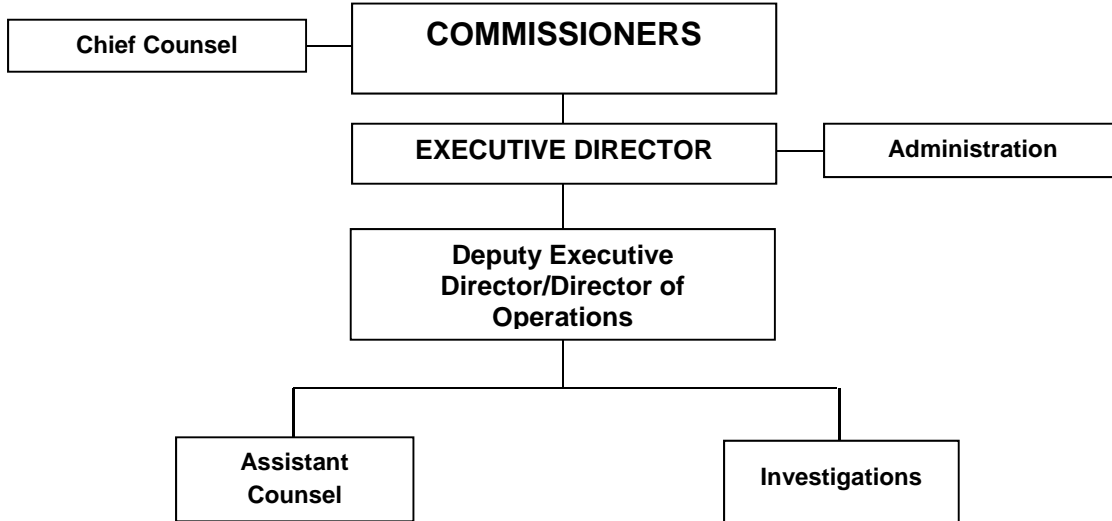 Chief Counsel
COMMISSIONERS
EXECUTIVE DIRECTOR
Administration
Deputy Executive
Director/Director of
Operations
Assistant
Counsel
Investigations